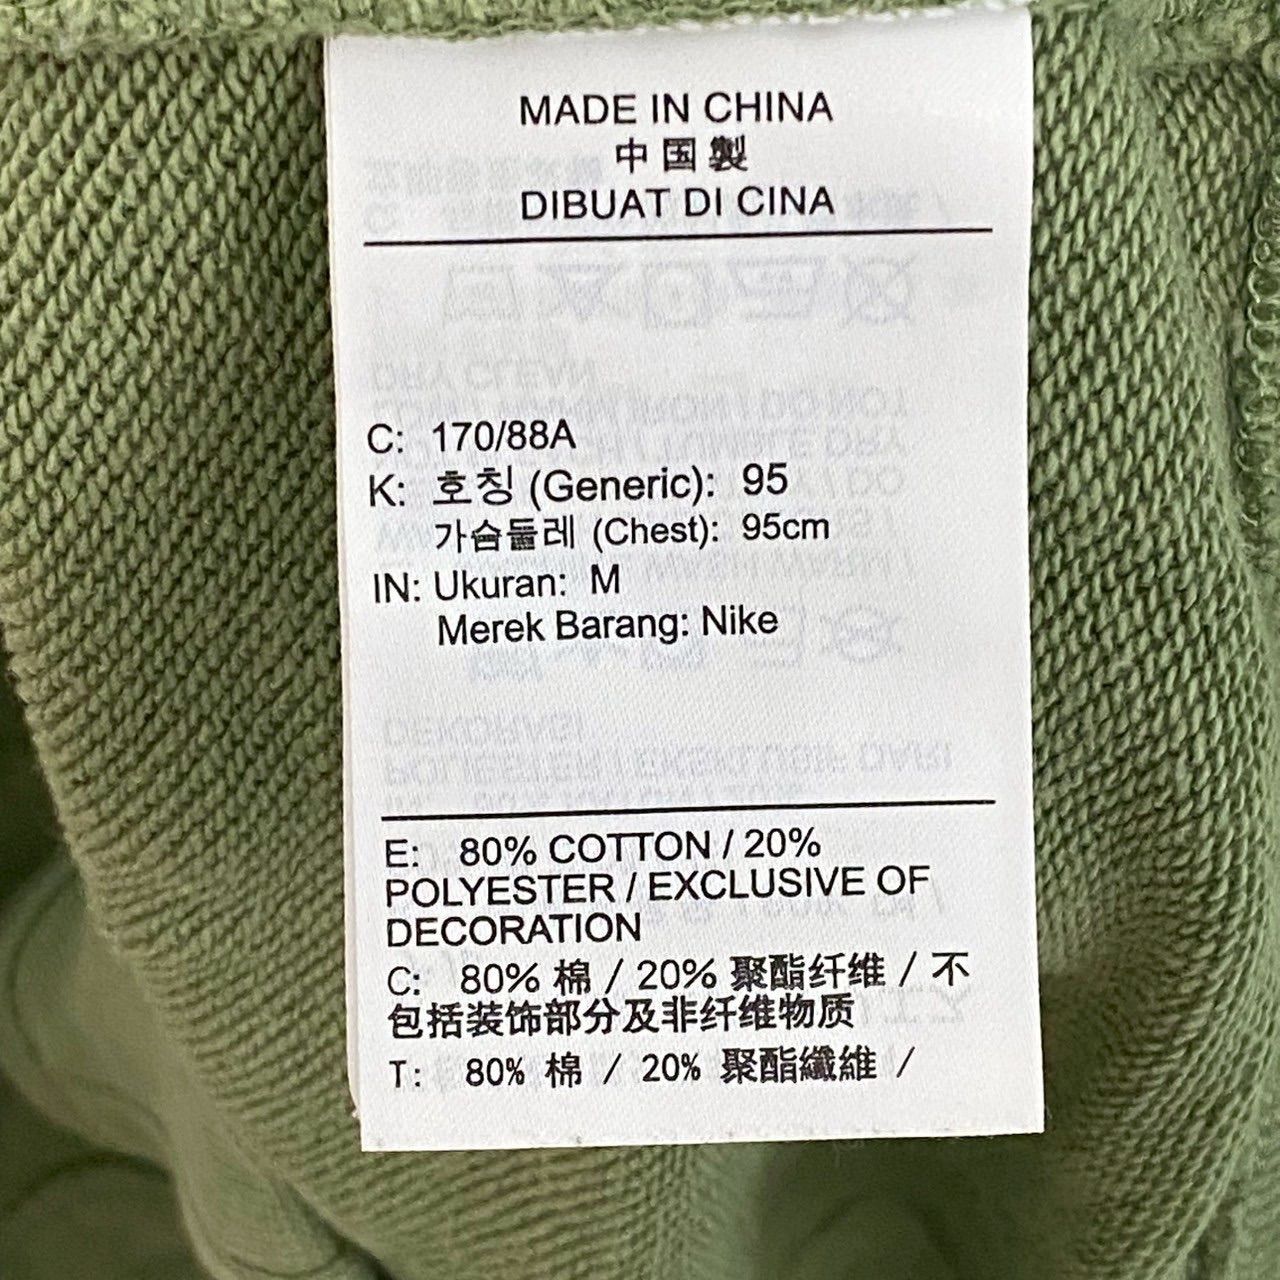 MADE IN CHINA
中国製
DIBUAT DI CINA
C: 170/88A
K: 호칭 (Generic): 95
가슴둘레 (Chest): 95cm
IN: Ukuran: M
Merek Barang: Nike
E: 80% COTTON / 20%
POLYESTER / EXCLUSIVE OF
DECORATION
C: 80% 棉 / 20% 聚酯纤维 / 不
包括装饰部分及非纤维物质
T: 80% 棉 / 20% 聚酯纖維 /